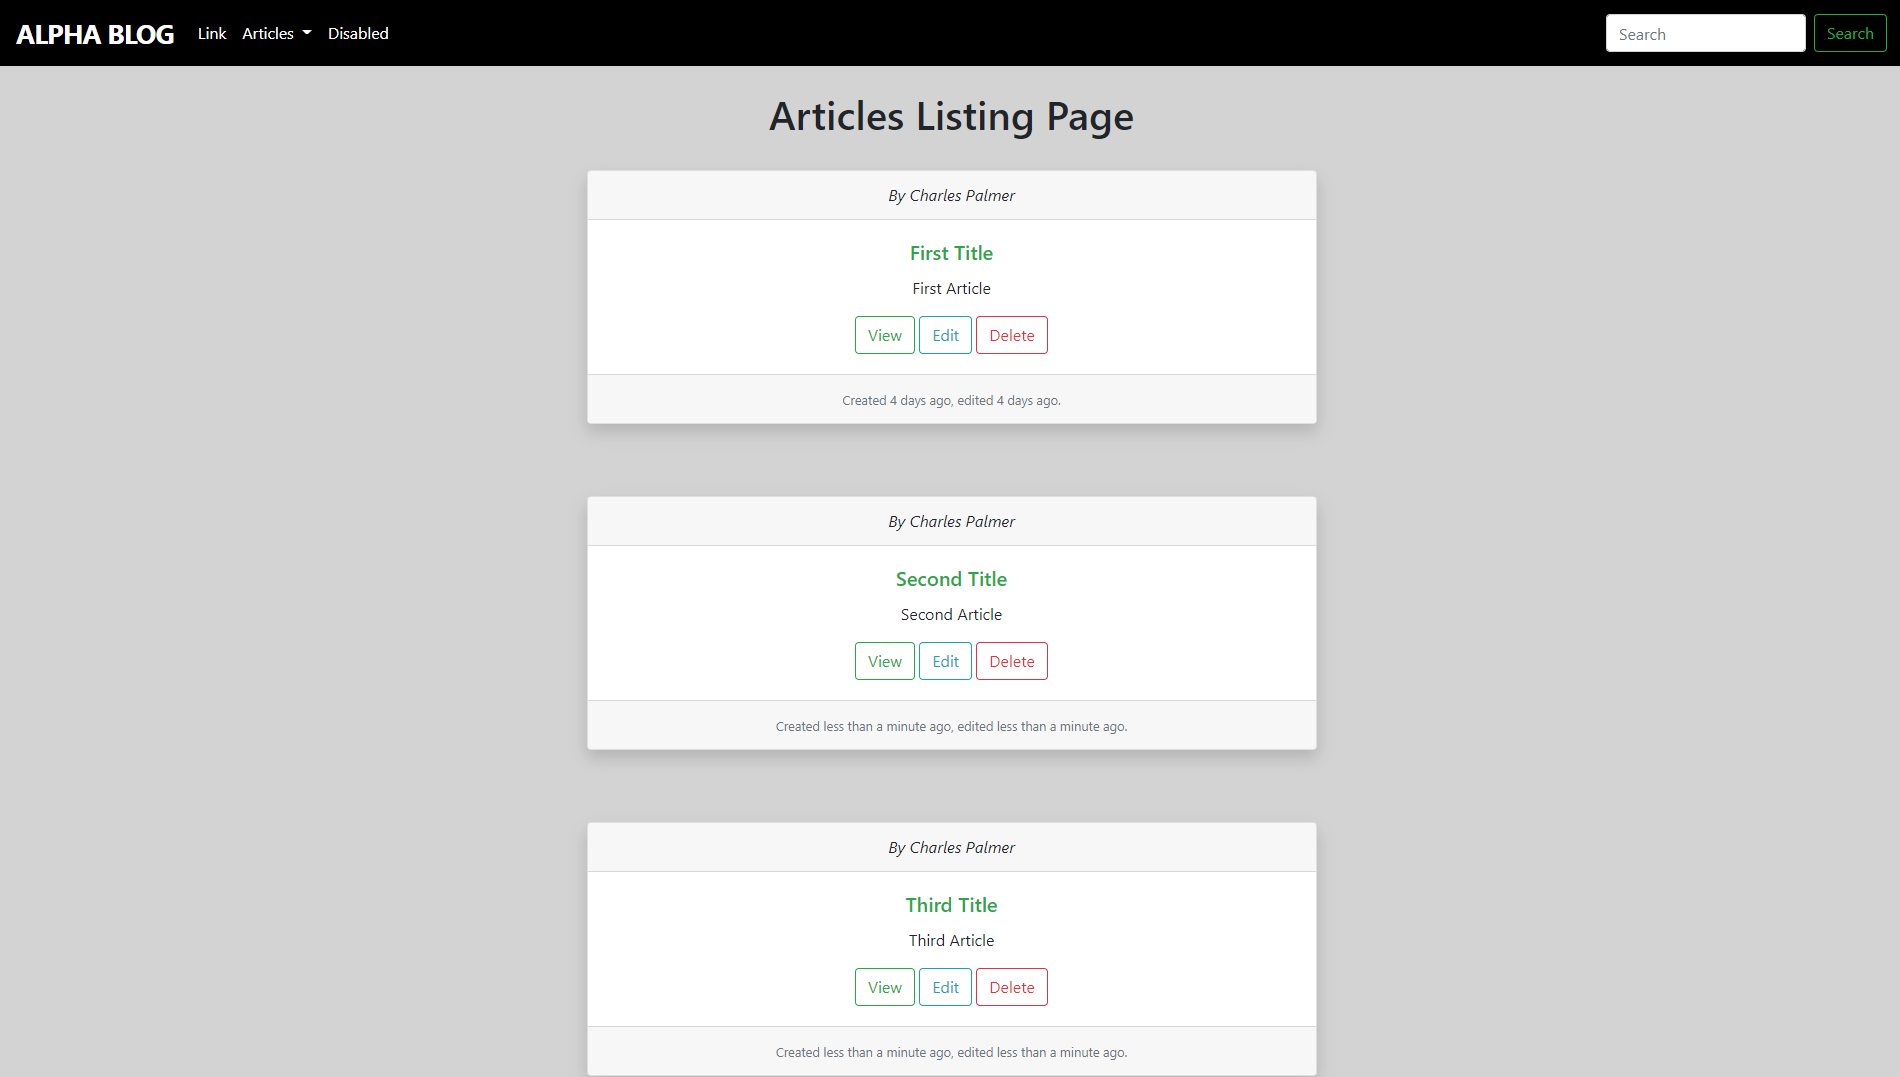 ALPHA BLOG Link Articles Disabled Search Search
Articles Listing Page
By Charles Palmer
First Title
First Article
View Edit Delete
Created 4 days ago, edited 4 days ago.
By Charles Palmer
Second Title
Second Article
View Edit Delete
Created less than a minute ago, edited less than a minute ago.
By Charles Palmer
Third Title
Third Article
View Edit Delete
Created less than a minute ago, edited less than a minute ago.